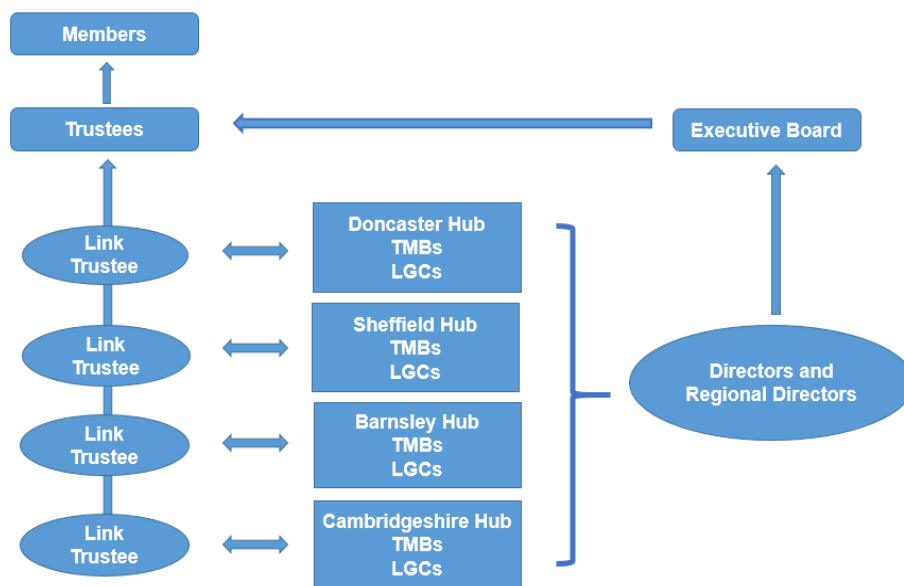 Members
Trustees
Executive Board
Link
Trustee
Doncaster Hub
TMBs
LGCs
Link
Trustee
Sheffield Hub
TMBs
LGCs
Directors and
Regional Directors
Link
Trustee
Barnsley Hub
TMBs
LGCs
Link
Trustee
Cambridgeshire Hub
TMBs
LGCs